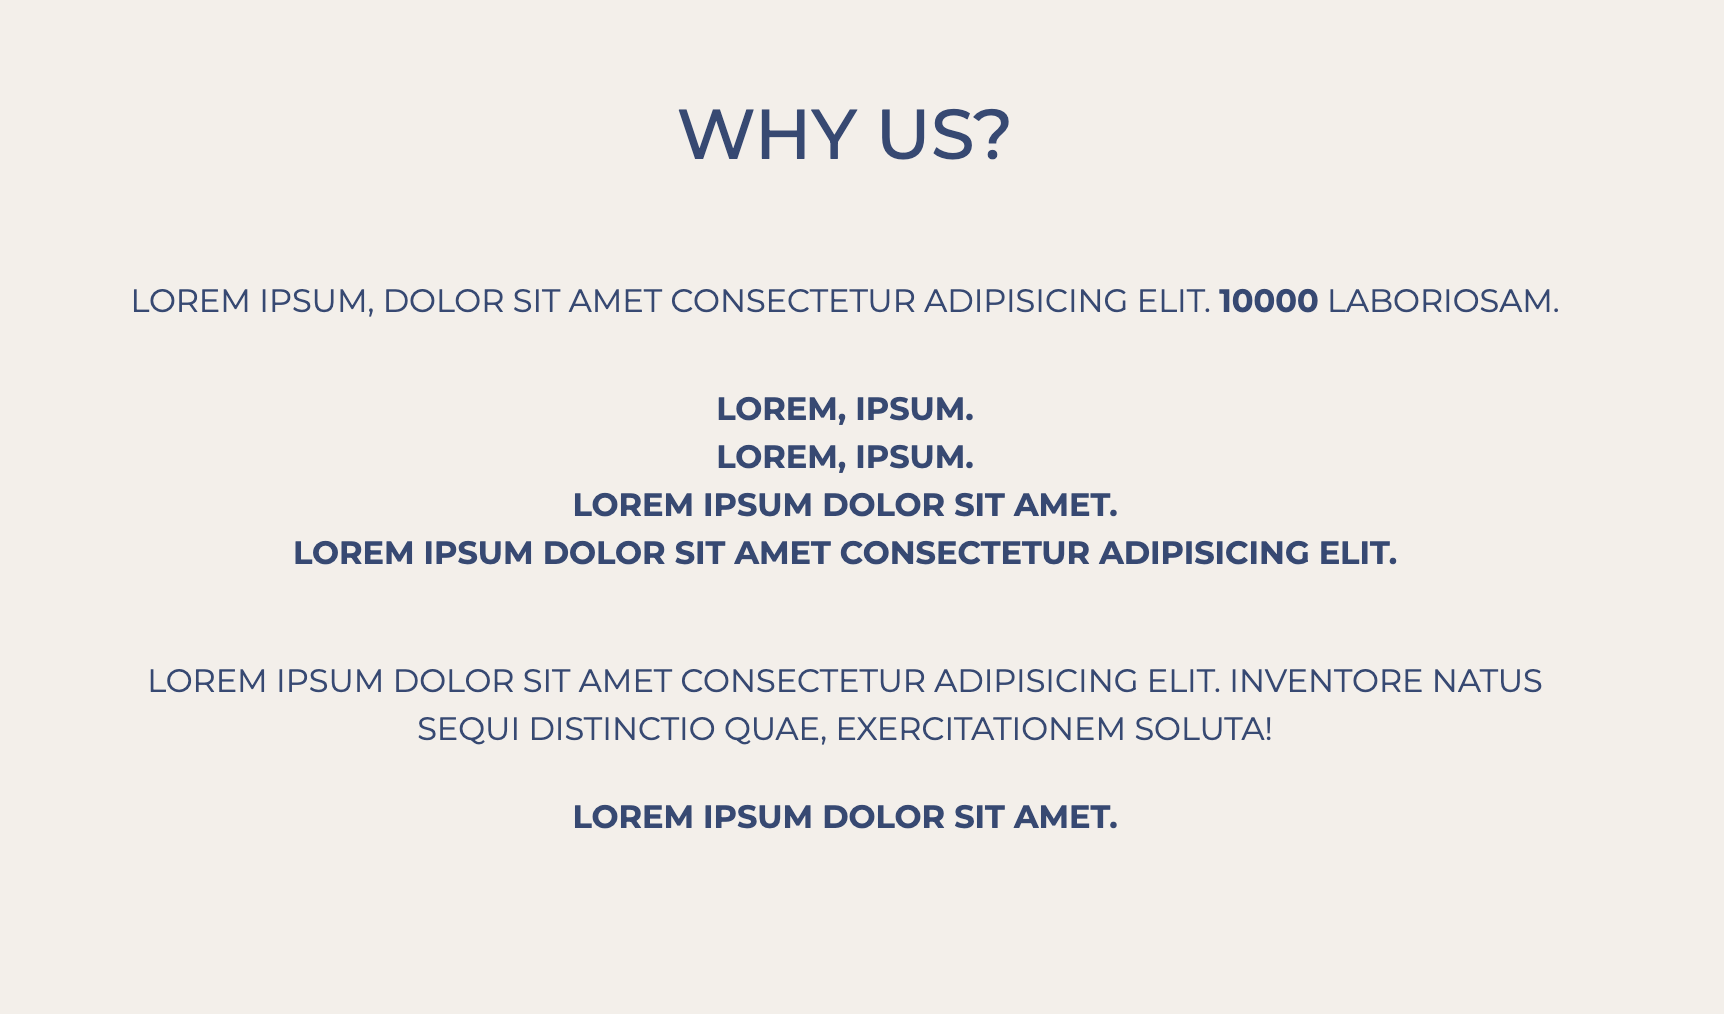 WHY US?
LOREM IPSUM, DOLOR SIT AMET CONSECTETUR ADIPISICING ELIT. 10000 LABORIOSAM.
LOREM, IPSUM.
LOREM, IPSUM.
LOREM IPSUM DOLOR SIT AMET.
LOREM IPSUM DOLOR SIT AMET CONSECTETUR ADIPISICING ELIT.
LOREM IPSUM DOLOR SIT AMET CONSECTETUR ADIPISICING ELIT. INVENTORE NATUS
SEQUI DISTINCTIO QUAE, EXERCITATIONEM SOLUTA!
LOREM IPSUM DOLOR SIT AMET.